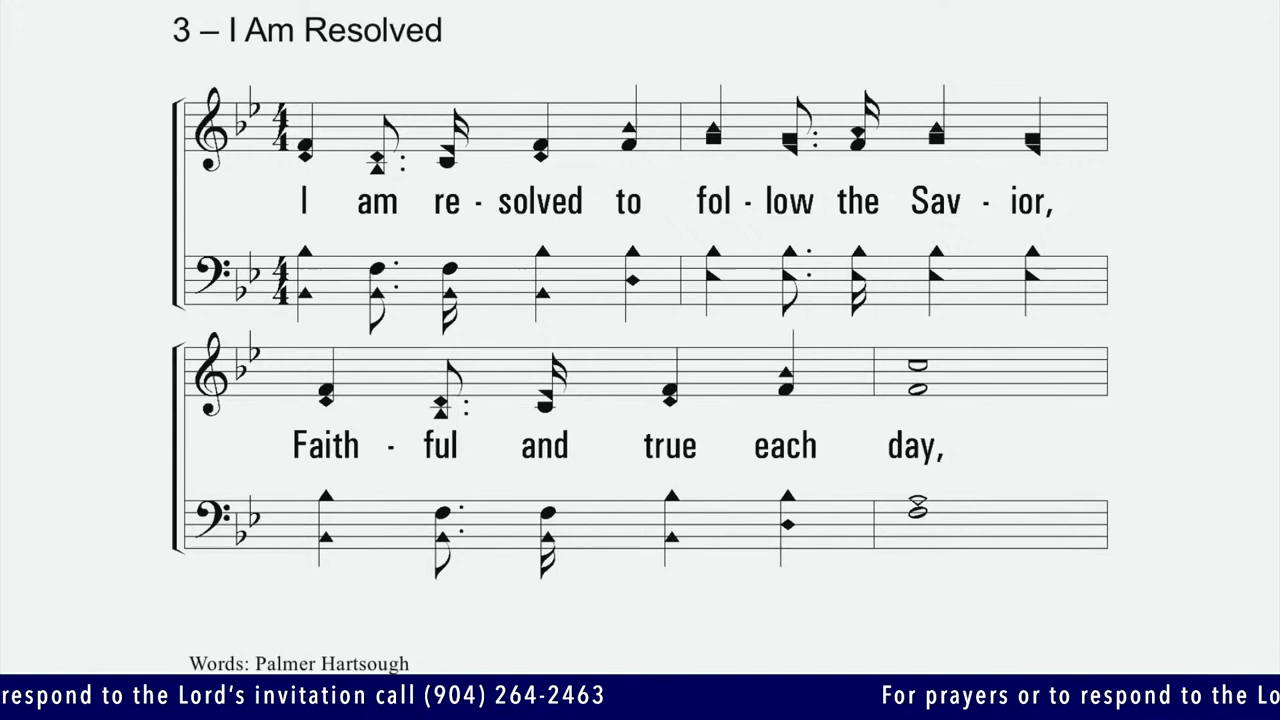 3 – I Am Resolved
I am re - solved to fol - low the Sav - ior,
Faith - ful and true each day,
Words: Palmer Hartsough
respond to the Lord's invitation call (904) 264-2463 For prayers or to respond to the Lo